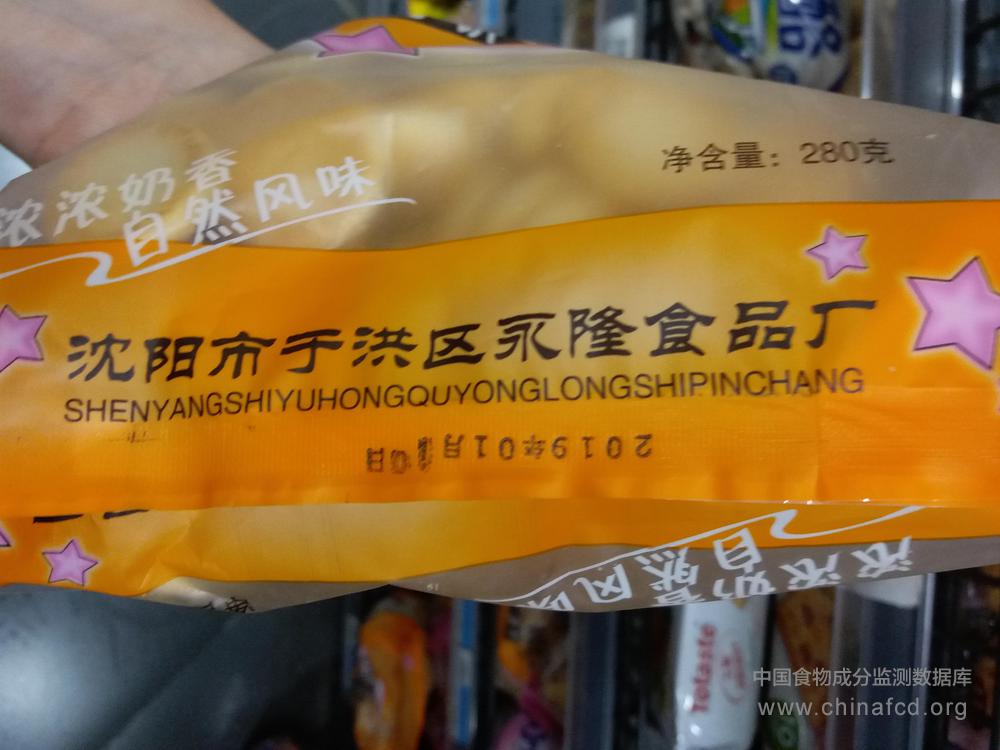 净含量：280克
浓浓奶香
自然风味
沈阳市于洪区永隆食品厂
SHENYANGSHIYUHONGQUYONGLONGSHIPINCHANG
2019年01月
日
浓浓奶香
自然风味
Totaste
中国食物成分监测数据库
www.chinafcd.org